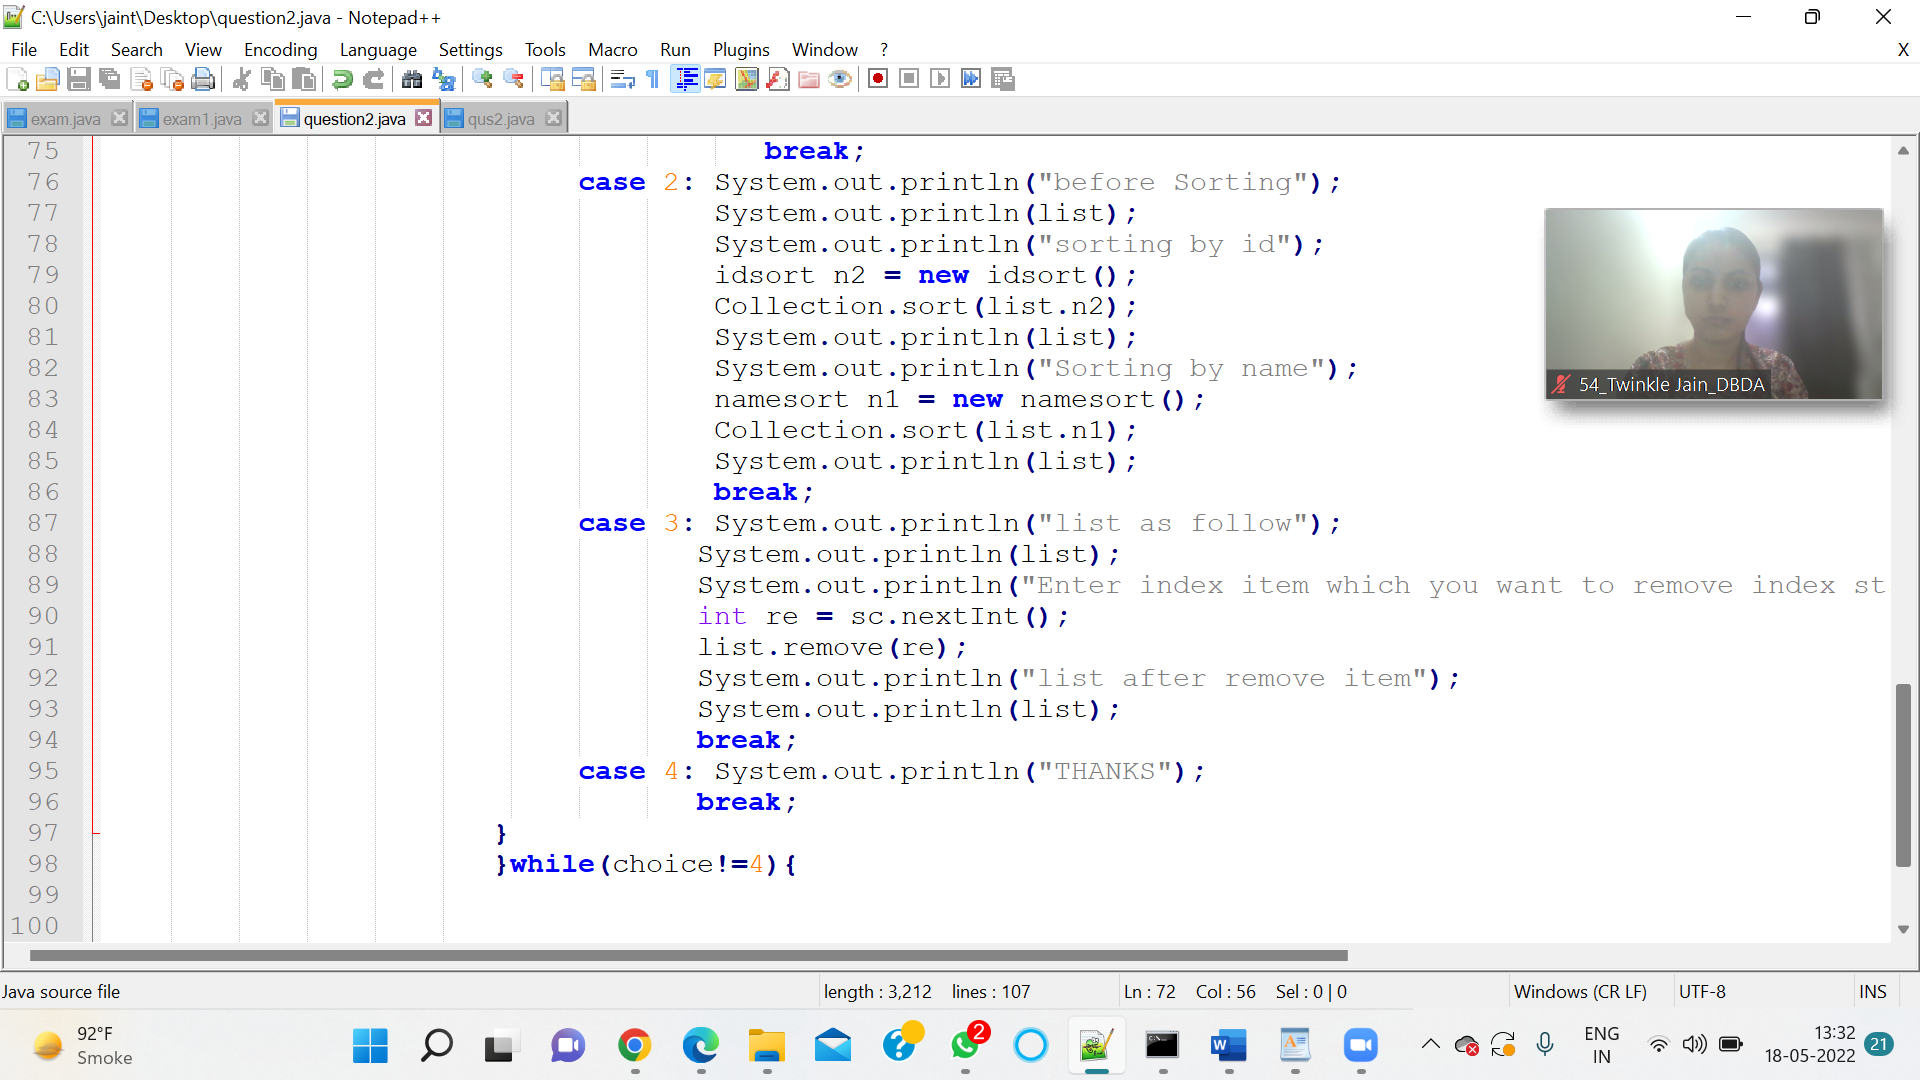 C:\Users\jaint\Desktop\question2.java - Notepad++
File Edit Search View Encoding Language Settings Tools Macro Run Plugins Window ? X
exam.java exam1.java question2.java qus2.java
75 break;
76 case 2: System.out.println("before Sorting");
77 System.out.println(list);
78 System.out.println("sorting by id");
79 idsort n2 = new idsort();
80 Collection.sort(list.n2);
81 System.out.println(list);
82 System.out.println("Sorting by name");
83 namesort n1 = new namesort();
84 Collection.sort(list.n1);
85 System.out.println(list);
86 break;
87 case 3: System.out.println("list as follow");
88 System.out.println(list);
89 System.out.println("Enter index item which you want to remove index st
90 int re = sc.nextInt();
91 list.remove(re);
92 System.out.println("list after remove item");
93 System.out.println(list);
94 break;
95 case 4: System.out.println("THANKS");
96 break;
97 }
98 }while(choice!=4){
99
100
54_Twinkle Jain_DBDA
Java source file length : 3,212 lines : 107 Ln : 72 Col : 56 Sel : 0 | 0 Windows (CR LF) UTF-8 INS
92°F
Smoke
2
ENG
IN
13:32
18-05-2022
21